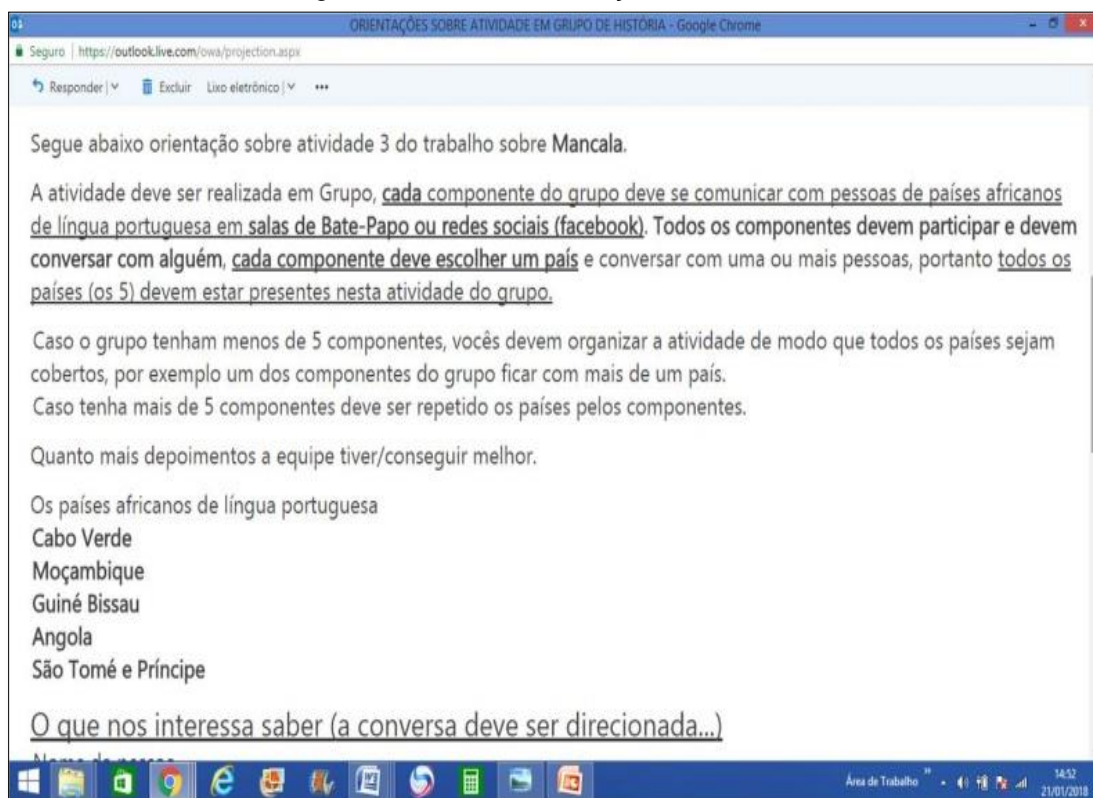 ORIENTAÇÕES SOBRE ATIVIDADE EM GRUPO DE HISTÓRIA - Google Chrome
Seguro | https://outlook.live.com/owa/projection.aspx
Responder | Excluir Lixo eletrônico | ...
Segue abaixo orientação sobre atividade 3 do trabalho sobre Mancala.
A atividade deve ser realizada em Grupo, cada componente do grupo deve se comunicar com pessoas de países africanos
de língua portuguesa em salas de Bate-Papo ou redes sociais (facebook). Todos os componentes devem participar e devem
conversar com alguém, cada componente deve escolher um país e conversar com uma ou mais pessoas, portanto todos os
países (os 5) devem estar presentes nesta atividade do grupo.
Caso o grupo tenham menos de 5 componentes, vocês devem organizar a atividade de modo que todos os países sejam
cobertos, por exemplo um dos componentes do grupo ficar com mais de um país.
Caso tenha mais de 5 componentes deve ser repetido os países pelos componentes.
Quanto mais depoimentos a equipe tiver/conseguir melhor.
Os países africanos de língua portuguesa
Cabo Verde
Moçambique
Guiné Bissau
Angola
São Tomé e Príncipe
O que nos interessa saber (a conversa deve ser direcionada...)
Área de Trabalho
14:52
21/01/2018